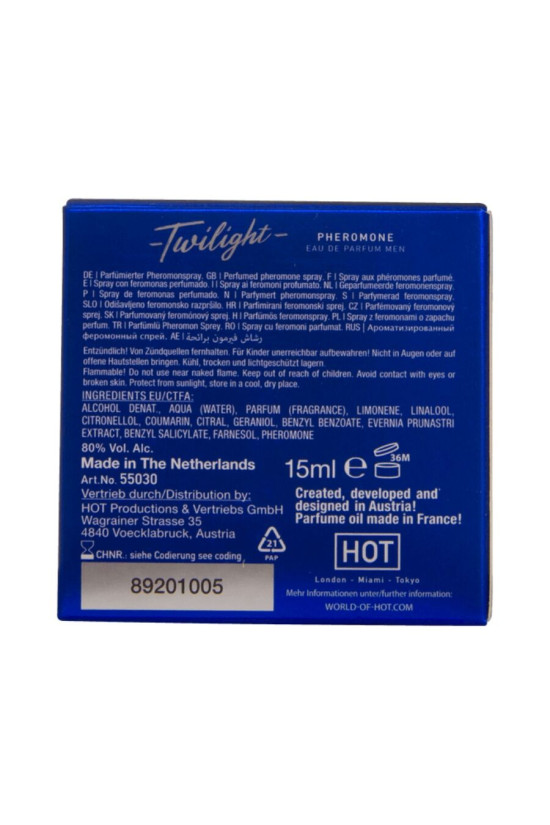 -Twilight-
PHEROMONE
EAU DE PARFUM MEN
DE | Parfümierter Pheromonspray. GB | Perfumed pheromone spray. F | Spray aux phéromones parfumé.
E | Spray con feromonas perfumado. I | Spray ai feromoni profumato. NL | Geparfumeerde feromonenspray.
P | Spray de feromonas perfumado. N | Parfymert pheromonspray. S | Parfymerad feromonspray.
SLO | Odišavljeno feromonsko razpršilo. HR | Parfimirani feromonski sprej. CZ | Parfémovaný feromonový
sprej. SK | Parfumovaný feromónový sprej. H | Parfümös feromonspray. PL | Spray z feromonami o zapachu
perfum. TR | Parfümlü Pheromon Sprey. RO | Spray cu feromoni parfumat. RUS | Ароматизированный
феромонный спрей. AE | رشاش فيرمون برائحة
Entzündlich! Von Zündquellen fernhalten. Für Kinder unerreichbar aufbewahren! Nicht in Augen oder auf
offene Hautstellen bringen. Kühl, trocken und lichtgeschützt lagern
Flammable! Do not use near naked flame. Keep out of reach of children. Avoid contact with eyes or
broken skin. Protect from sunlight, store in a cool, dry place.
INGREDIENTS EU/CTFA:
ALCOHOL DENAT., AQUA (WATER), PARFUM (FRAGRANCE), LIMONENE, LINALOOL,
CITRONELLOL, COUMARIN, CITRAL, GERANIOL, BENZYL BENZOATE, EVERNIA PRUNASTRI
EXTRACT, BENZYL SALICYLATE, FARNESOL, PHEROMONE
80% Vol. Alc.
Made in The Netherlands
Art.No. 55030
Vertrieb durch/Distribution by:
HOT Productions & Vertriebs GmbH
Wagrainer Strasse 35
4840 Voecklabruck, Austria
CHNR.: siehe Codierung see coding
21
PAP
89201005
15ml e
36M
Created, developed and
designed in Austria!
Parfume oil made in France!
HOT
London - Miami - Tokyo
Mehr Informationen unter/further information:
WORLD-OF-HOT.COM